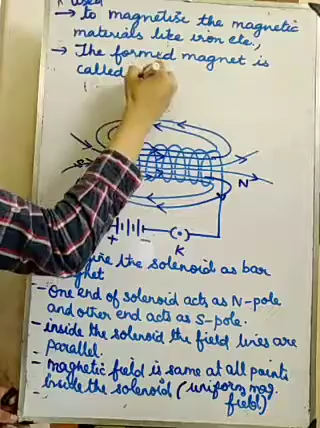 used
→ to magnetise the magnetic
materials like iron etc.,
→ The formed magnet is
called
N
+ − K
the solenoid as bar
- One end of solenoid acts as N-pole
and other end acts as S-pole.
- inside the solenoid the field lines are
parallel.
- magnetic field is same at all points
inside the solenoid (uniform mag.
field.)